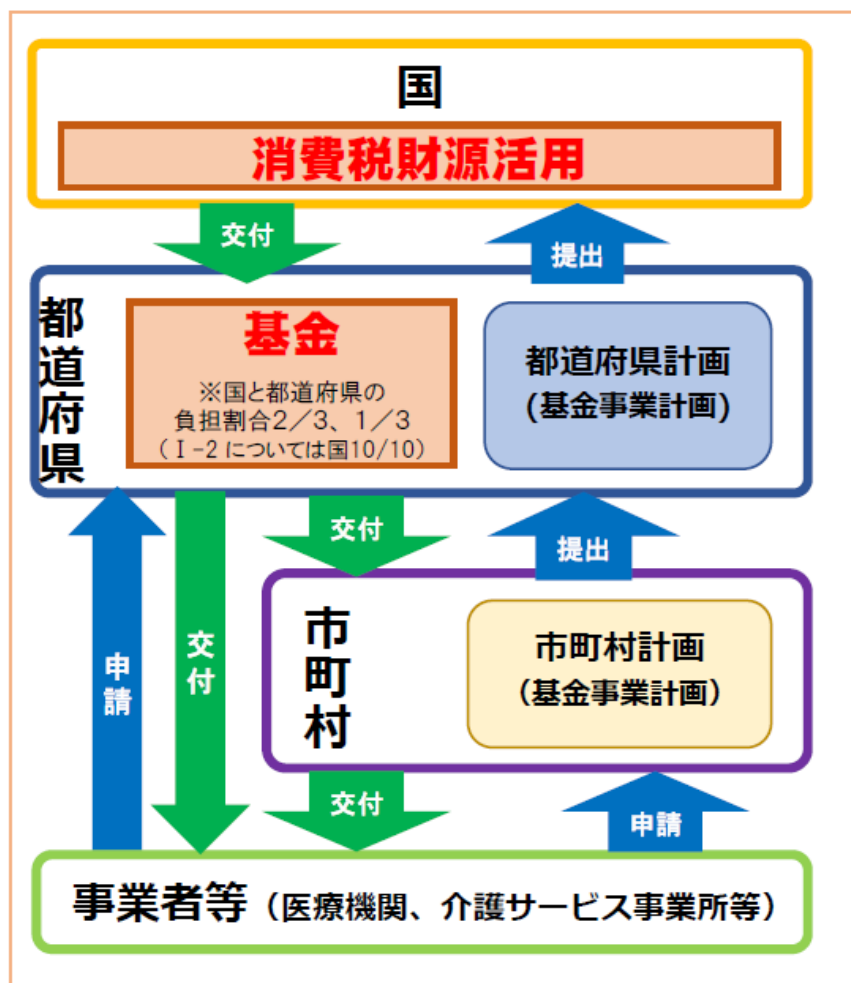 国
消費税財源活用
交付
提出
都道府県
基金
※国と都道府県の
負担割合2／3、1／3
(Ⅰ-2 については国10/10)
都道府県計画
(基金事業計画)
交付
提出
申請
交付
市町村
市町村計画
（基金事業計画）
交付
申請
事業者等（医療機関、介護サービス事業所等）